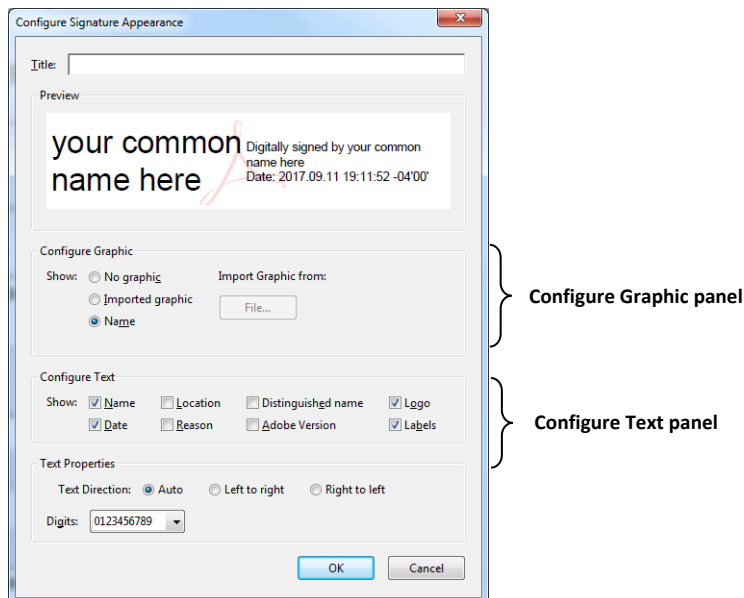 Configure Signature Appearance
x
Title:
Preview
your common
name here
Digitally signed by your common
name here
Date: 2017.09.11 19:11:52 -04'00'
Configure Graphic
Show: No graphic Import Graphic from:
Imported graphic File...
Name
Configure Graphic panel
Configure Text
Show: Name Location Distinguished name Logo
Date Reason Adobe Version Labels
Configure Text panel
Text Properties
Text Direction: Auto Left to right Right to left
Digits: 0123456789
OK Cancel